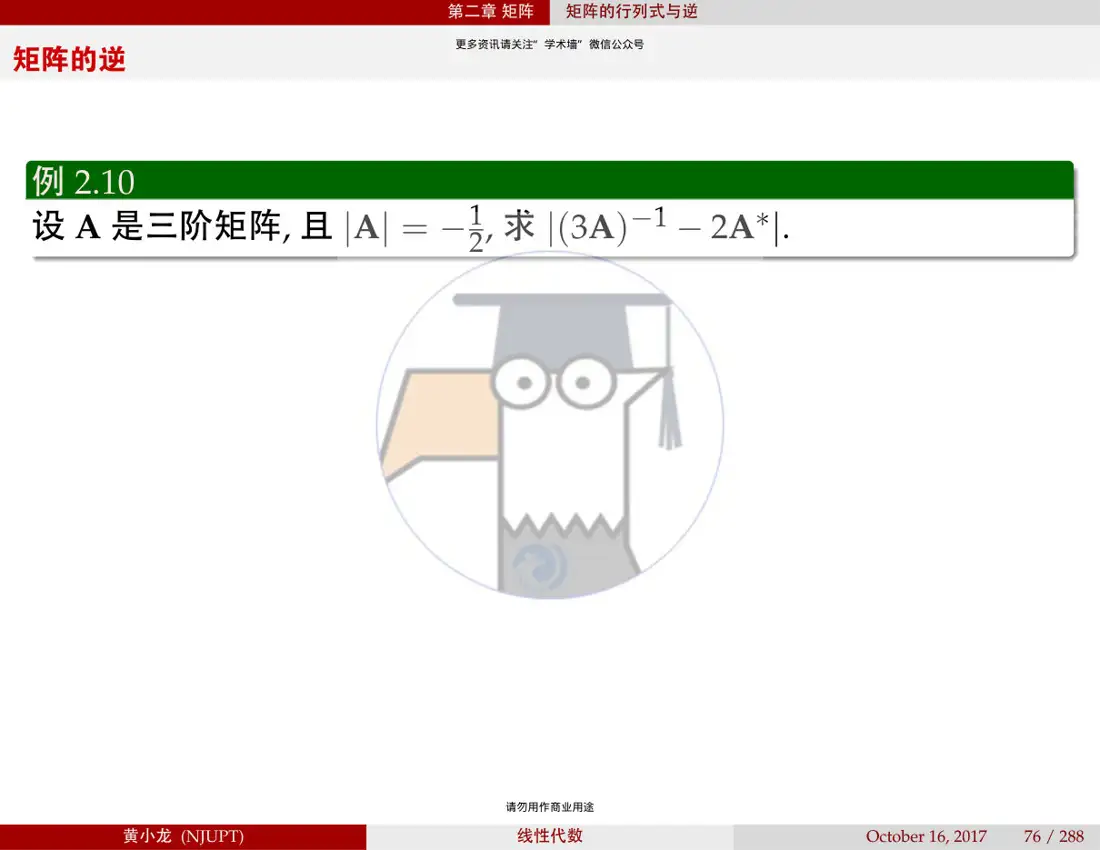 第二章 矩阵 矩阵的行列式与逆
更多资讯请关注“学术墙”微信公众号
矩阵的逆
例 2.10
设 A 是三阶矩阵, 且 |A| = −1/2, 求 |(3A)⁻¹ − 2A*|.
请勿用作商业用途
黄小龙 (NJUPT) 线性代数 October 16, 2017 76 / 288